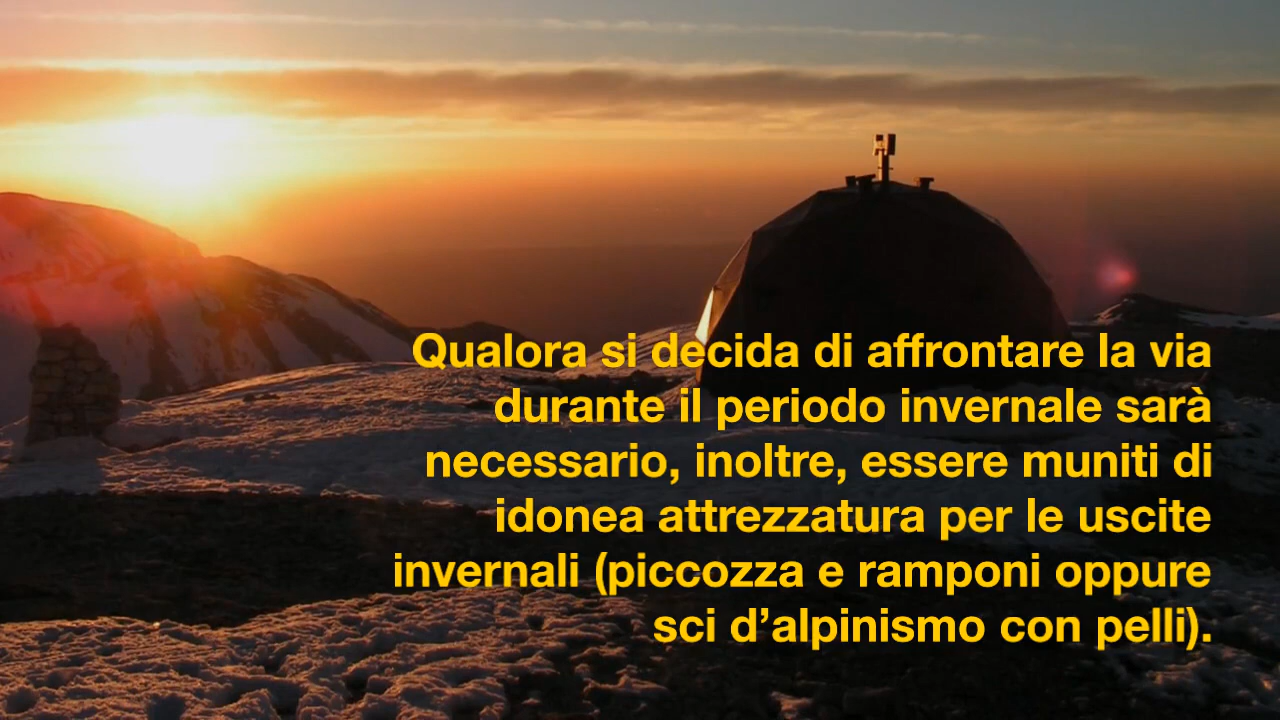 Qualora si decida di affrontare la via
durante il periodo invernale sarà
necessario, inoltre, essere muniti di
idonea attrezzatura per le uscite
invernali (piccozza e ramponi oppure
sci d’alpinismo con pelli).